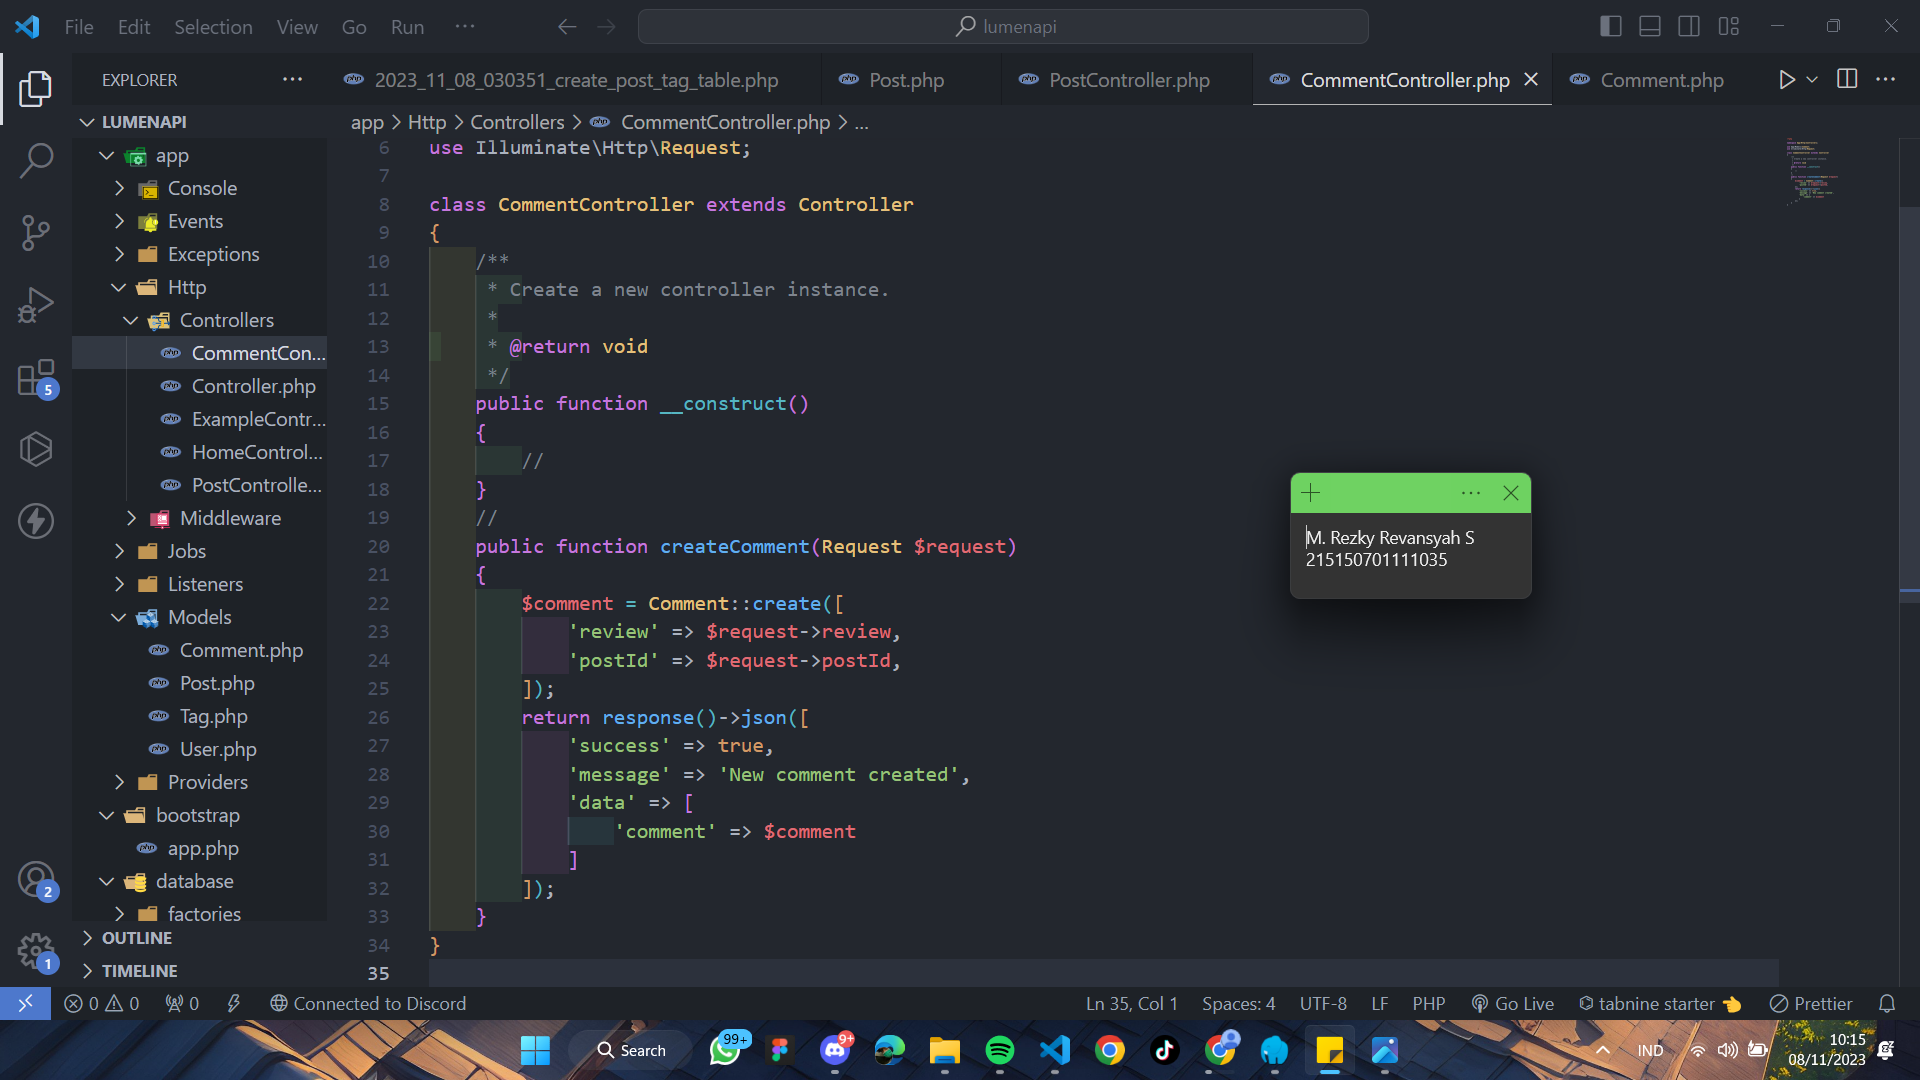 File Edit Selection View Go Run ...
lumenapi
EXPLORER
2023_11_08_030351_create_post_tag_table.php
Post.php
PostController.php
CommentController.php
Comment.php
LUMENAPI
app
Console
Events
Exceptions
Http
Controllers
CommentCon...
Controller.php
ExampleContr...
HomeControl...
PostControlle...
Middleware
Jobs
Listeners
Models
Comment.php
Post.php
Tag.php
User.php
Providers
bootstrap
app.php
database
factories
OUTLINE
TIMELINE
5
2
1
app > Http > Controllers > CommentController.php > ...
6 use Illuminate\Http\Request;
7
8 class CommentController extends Controller
9 {
10 /**
11 * Create a new controller instance.
12 *
13 * @return void
14 */
15 public function __construct()
16 {
17 //
18 }
19 //
20 public function createComment(Request $request)
21 {
22 $comment = Comment::create([
23 'review' => $request->review,
24 'postId' => $request->postId,
25 ]);
26 return response()->json([
27 'success' => true,
28 'message' => 'New comment created',
29 'data' => [
30 'comment' => $comment
31 ]
32 ]);
33 }
34 }
35
M. Rezky Revansyah S
215150701111035
0 0 0 Connected to Discord
Ln 35, Col 1 Spaces: 4 UTF-8 LF PHP Go Live tabnine starter Prettier
Search
99+
9+
IND
10:15
08/11/2023